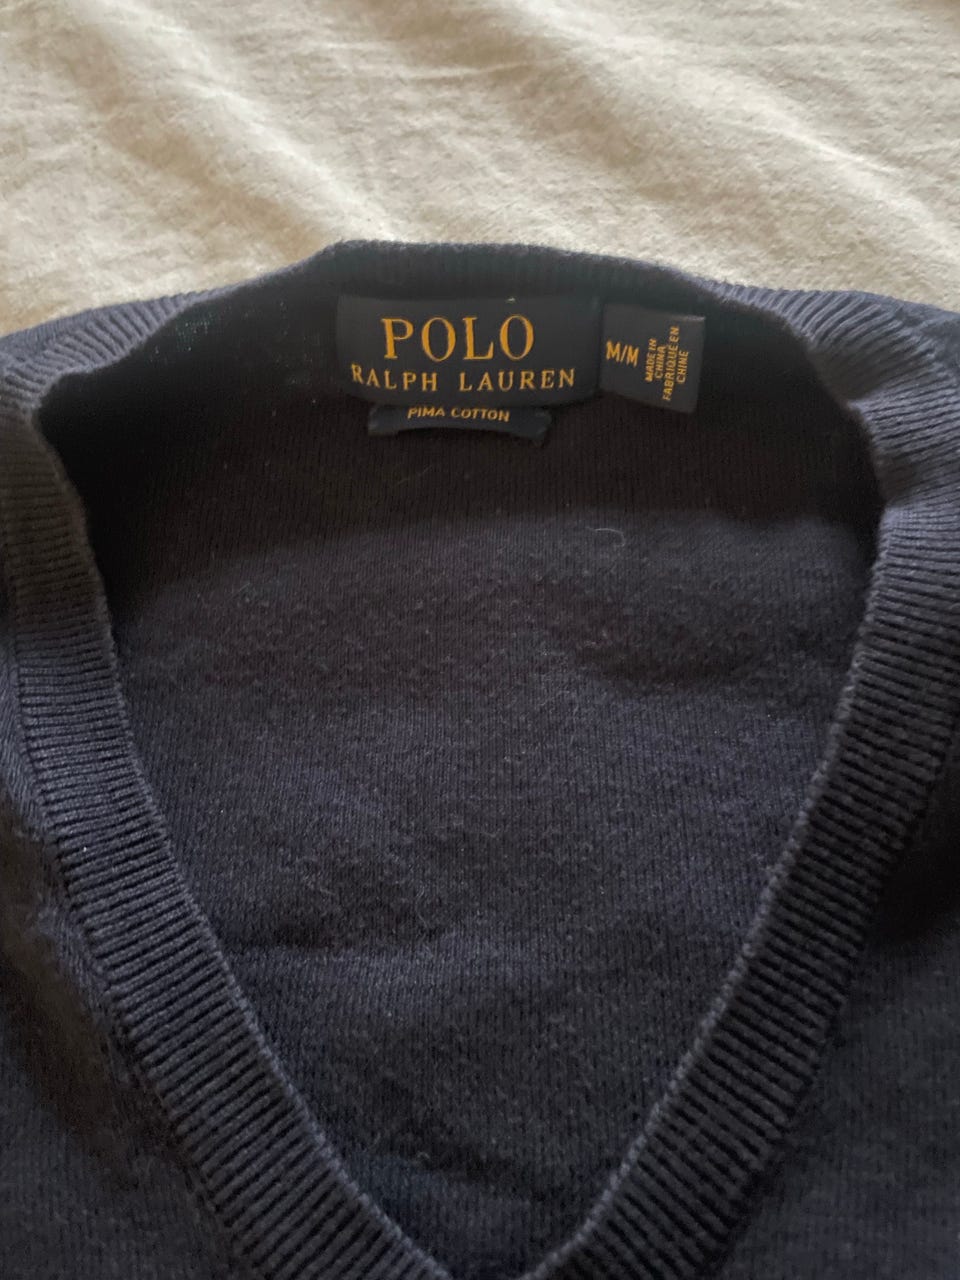 POLO
RALPH LAUREN
PIMA COTTON
M/M
MADE IN
CHINA
FABRIQUÉ EN
CHINE